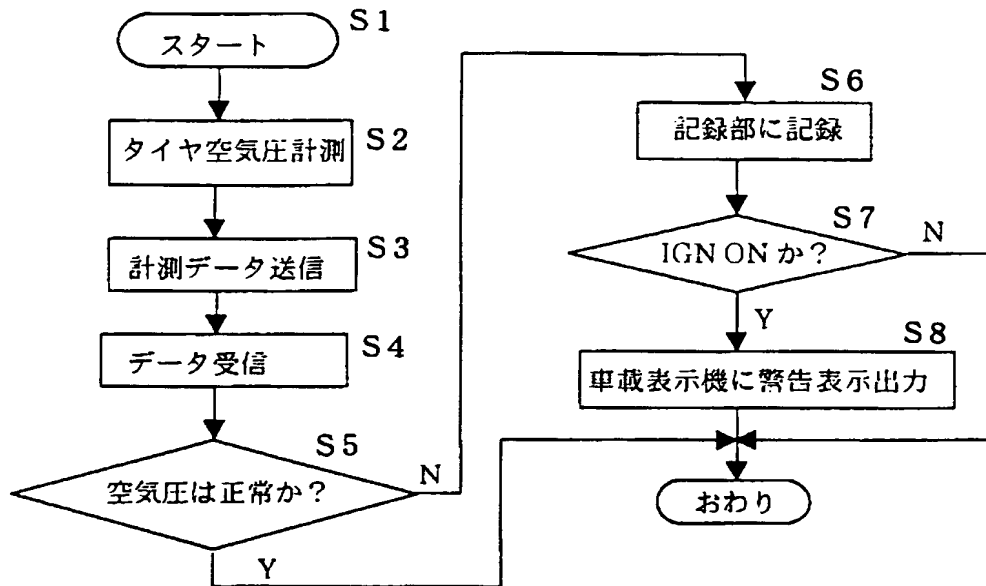 スタート
S1
タイヤ空気圧計測
S2
計測データ送信
S3
データ受信
S4
空気圧は正常か？
S5
N
Y
記録部に記録
S6
IGN ONか？
S7
N
Y
車載表示機に警告表示出力
S8
おわり